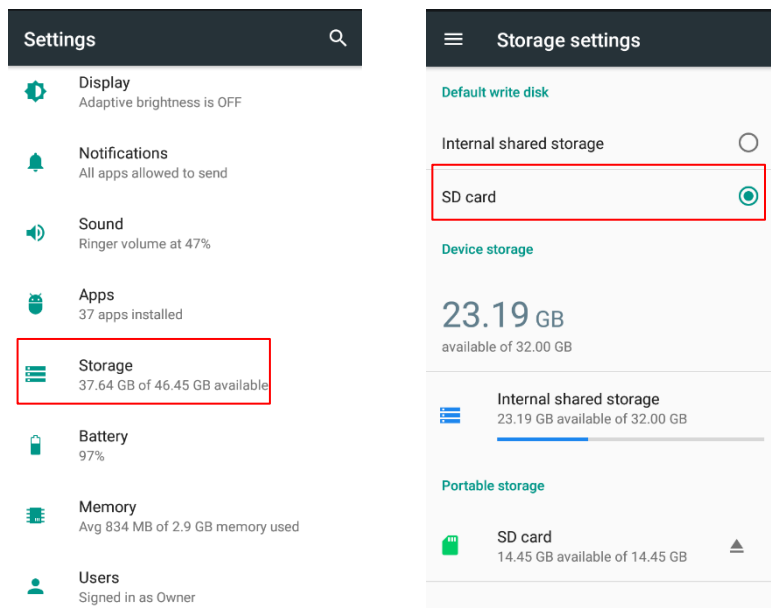 Settings
Display
Adaptive brightness is OFF
Notifications
All apps allowed to send
Sound
Ringer volume at 47%
Apps
37 apps installed
Storage
37.64 GB of 46.45 GB available
Battery
97%
Memory
Avg 834 MB of 2.9 GB memory used
Users
Signed in as Owner
Storage settings
Default write disk
Internal shared storage
SD card
Device storage
23.19 GB
available of 32.00 GB
Internal shared storage
23.19 GB available of 32.00 GB
Portable storage
SD card
14.45 GB available of 14.45 GB